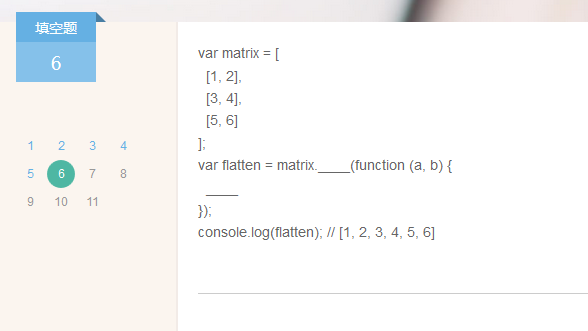 填空题
6
1 2 3 4
5 6 7 8
9 10 11
var matrix = [
[1, 2],
[3, 4],
[5, 6]
];
var flatten = matrix.____(function (a, b) {
____
});
console.log(flatten); // [1, 2, 3, 4, 5, 6]